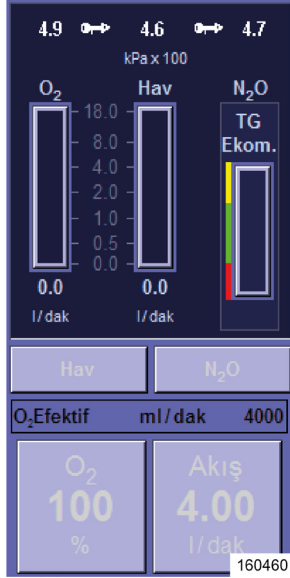 4.9 4.6 4.7
kPa x 100
O₂ Hav N₂O
TG
Ekom.
18.0
8.0
4.0
2.0
1.0
0.5
0.0
0.0 0.0
l/dak l/dak
Hav N₂O
O₂Efektif ml/dak 4000
O₂ Akış
100 4.00
% l/dak
160460